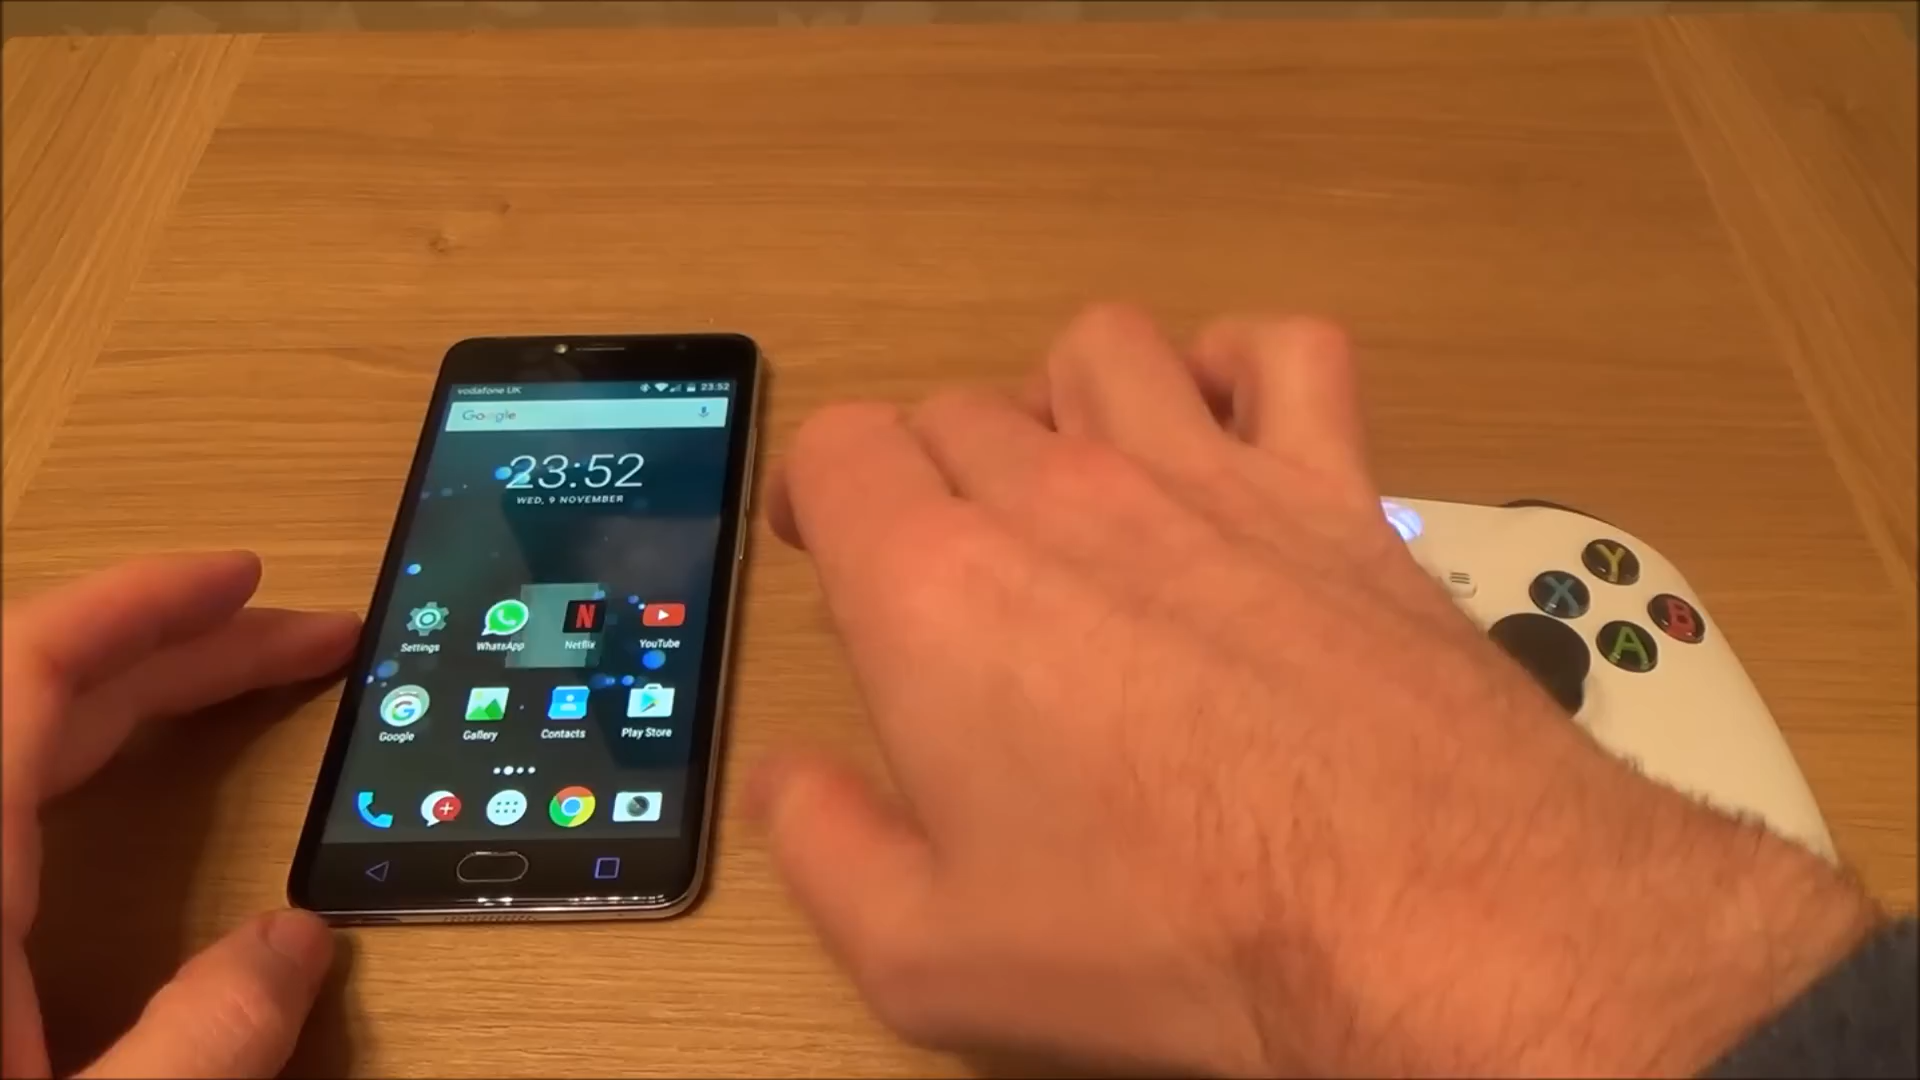 vodafone UK 23:52
Google
23:52
WED, 9 NOVEMBER
Settings WhatsApp Netflix YouTube
Google Gallery Contacts Play Store
Y
X B
A